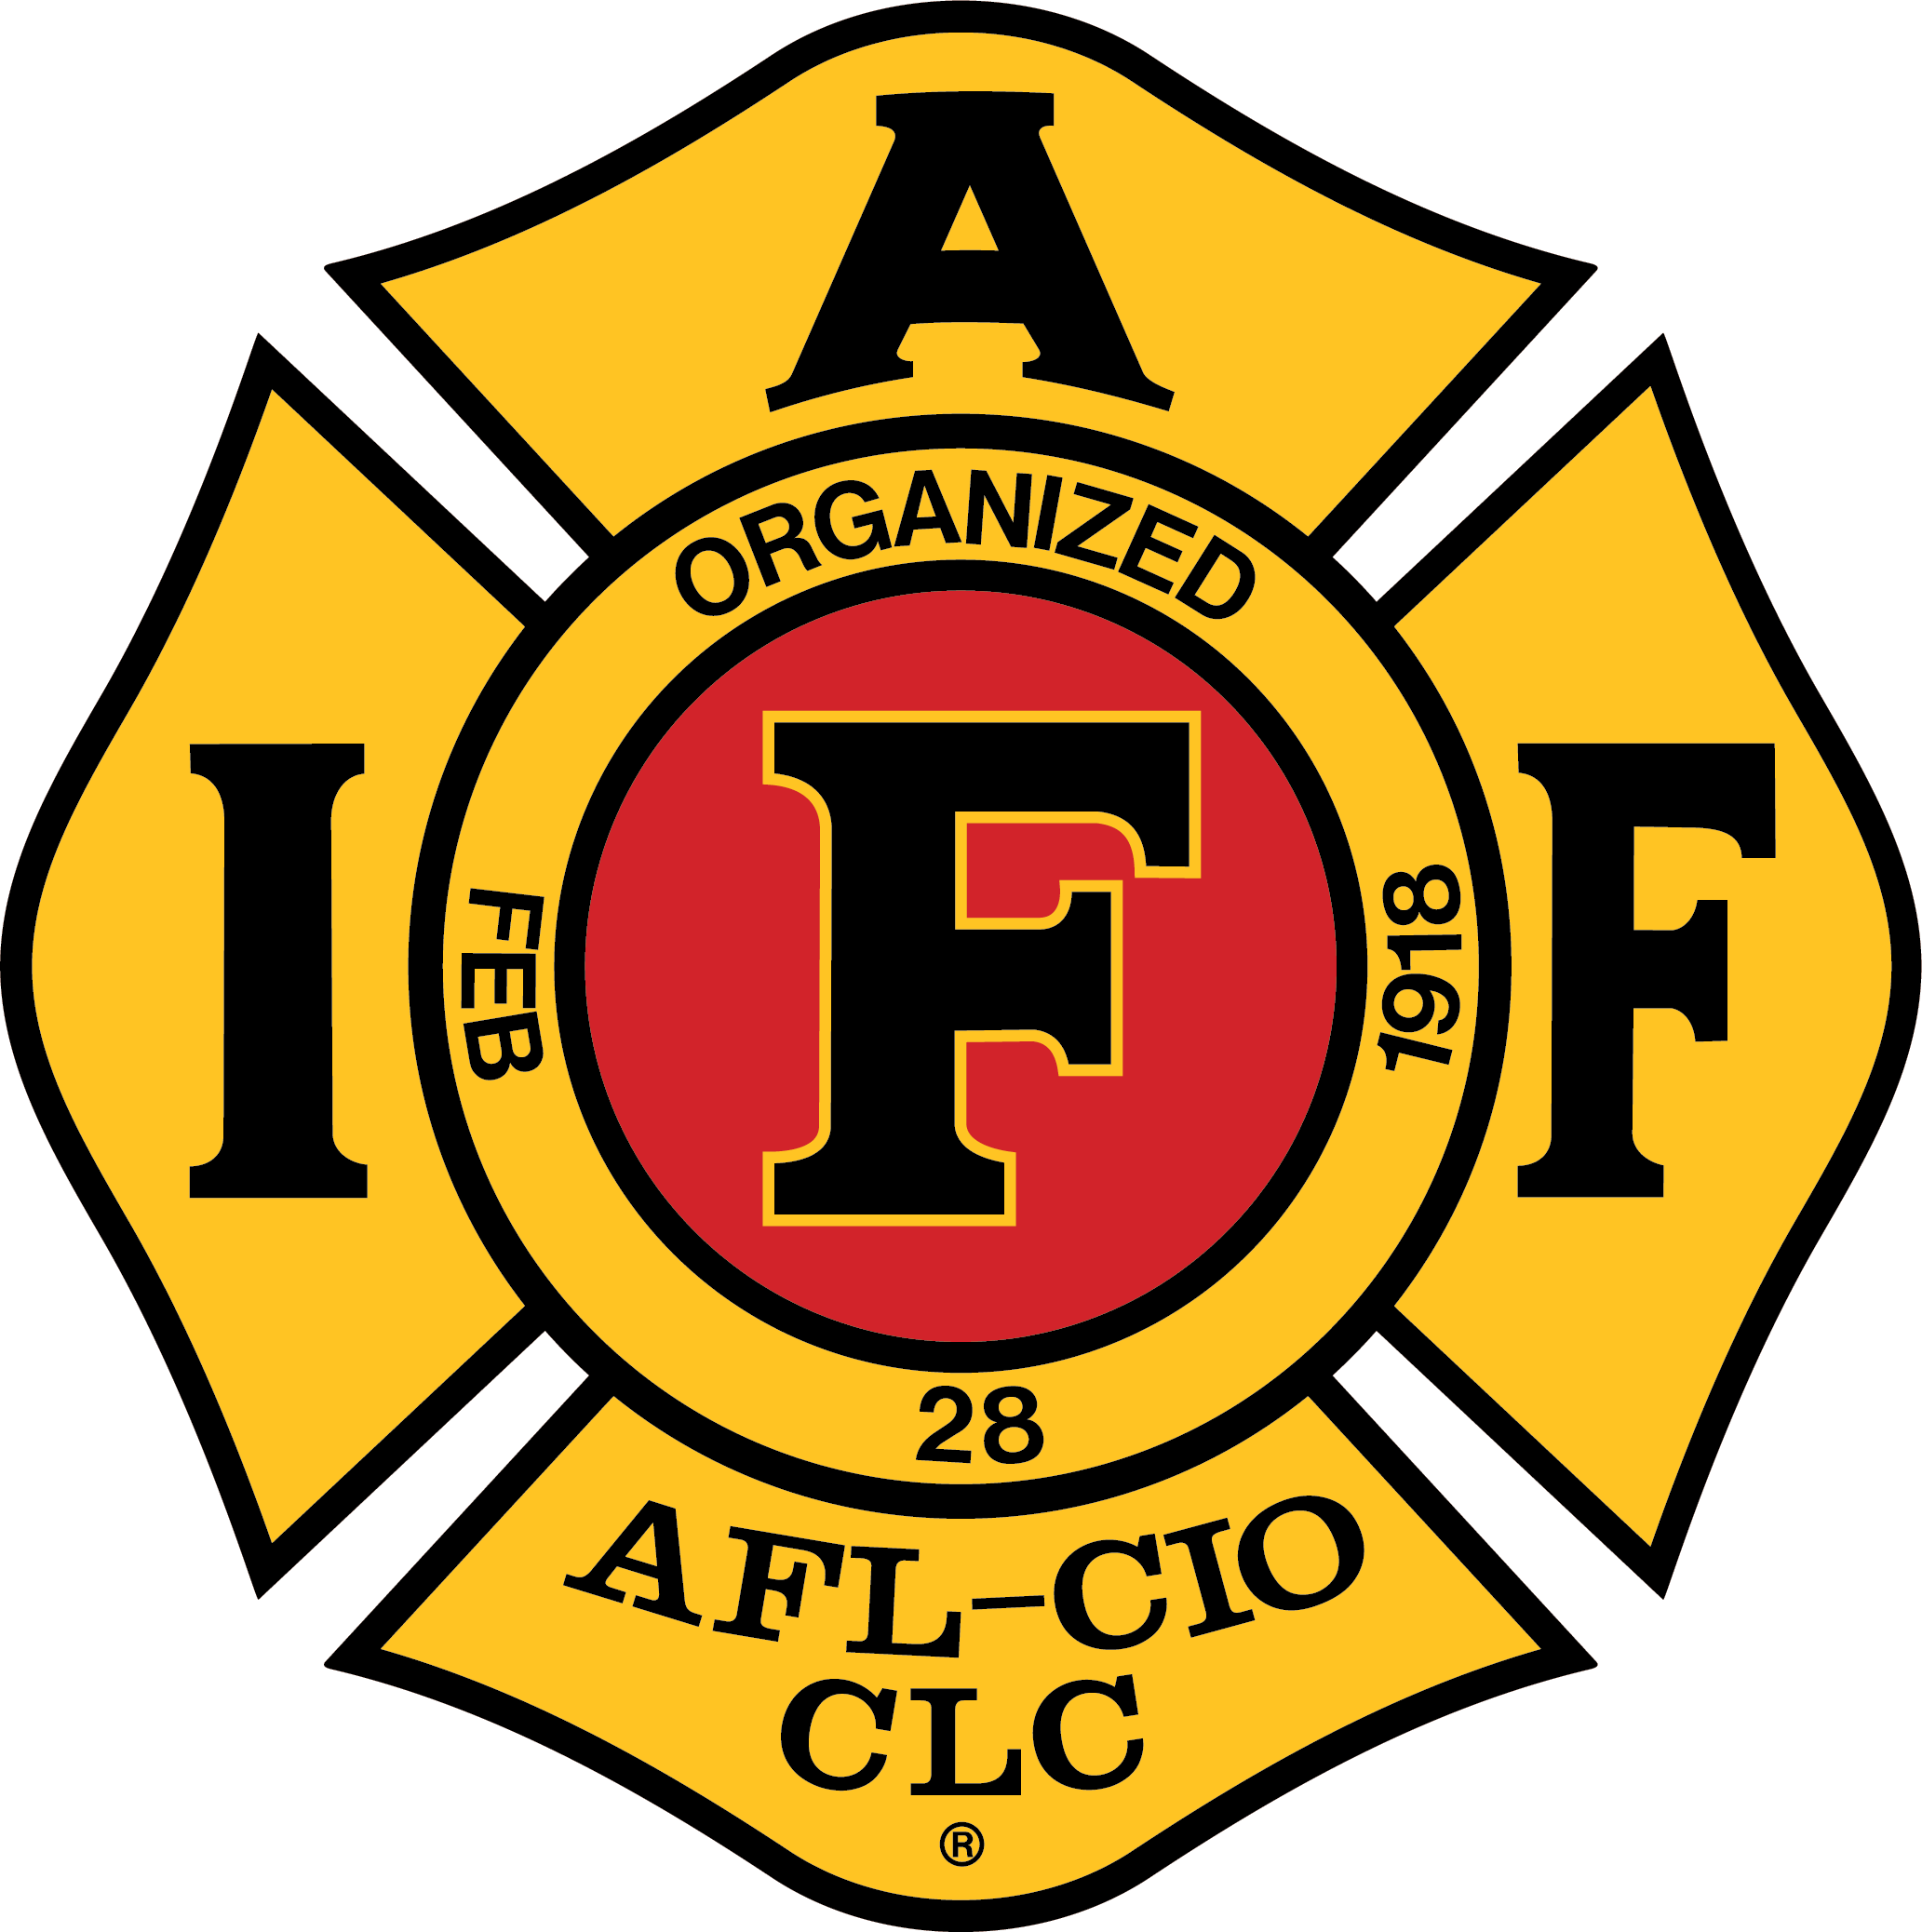 A
ORGANIZED
I F F
FEB 1918
28
AFL-CIO
CLC
®